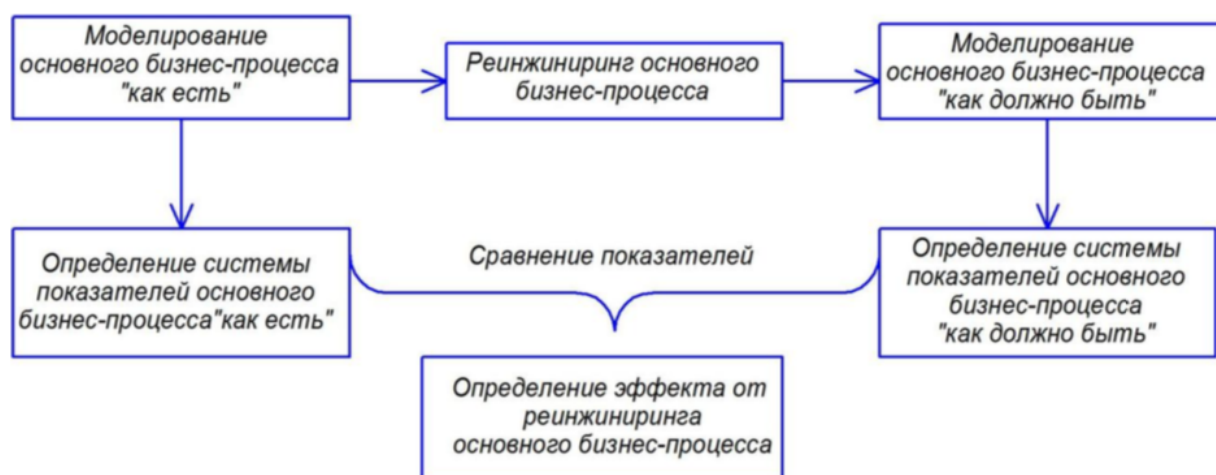 Моделирование
основного бизнес-процесса
"как есть"
Реинжиниринг основного
бизнес-процесса
Моделирование
основного бизнес-процесса
"как должно быть"
Определение системы
показателей основного
бизнес-процесса"как есть"
Сравнение показателей
Определение системы
показателей основного
бизнес-процесса
"как должно быть"
Определение эффекта от
реинжиниринга
основного бизнес-процесса